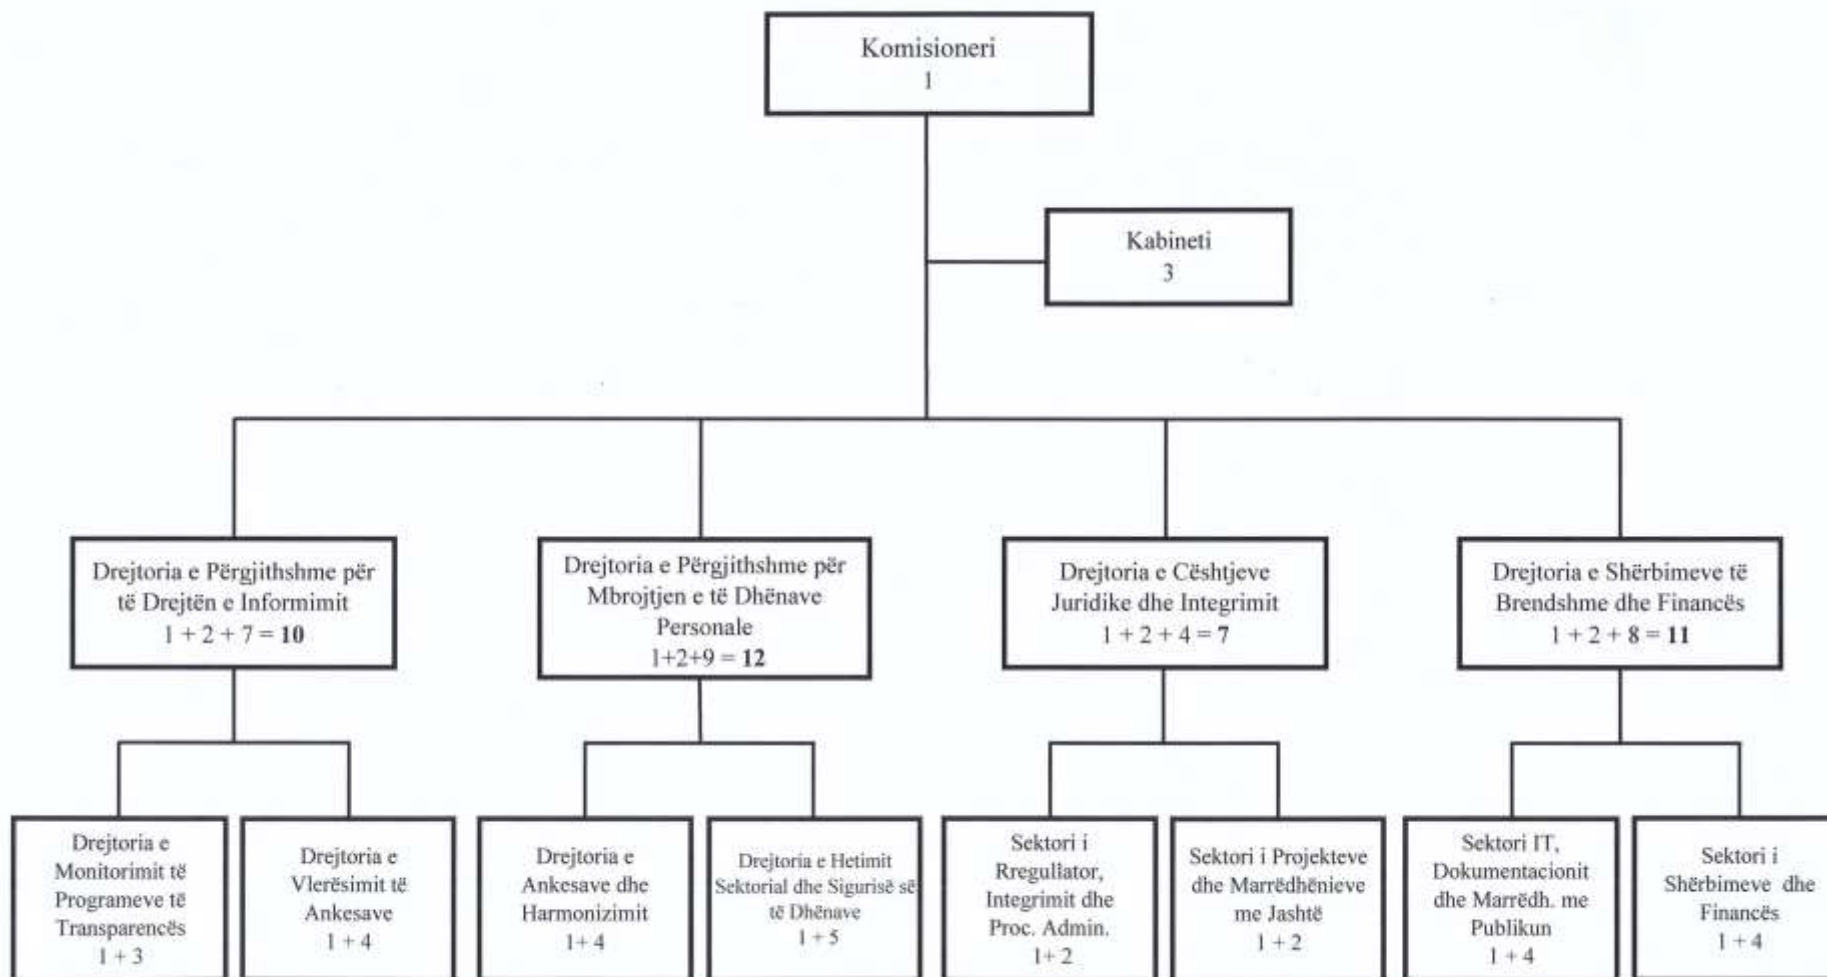 Komisioneri
1
Kabineti
3
Drejtoria e Përgjithshme për
të Drejtën e Informimit
1 + 2 + 7 = 10
Drejtoria e Përgjithshme për
Mbrojtjen e të Dhënave
Personale
1+2+9 = 12
Drejtoria e Cështjeve
Juridike dhe Integrimit
1 + 2 + 4 = 7
Drejtoria e Shërbimeve të
Brendshme dhe Financës
1 + 2 + 8 = 11
Drejtoria e
Monitorimit të
Programeve të
Transparencës
1 + 3
Drejtoria e
Vlerësimit të
Ankesave
1 + 4
Drejtoria e
Ankesave dhe
Harmonizimit
1+ 4
Drejtoria e Hetimit
Sektorial dhe Sigurisë së
të Dhënave
1 + 5
Sektori i
Rregullator,
Integrimit dhe
Proc. Admin.
1+ 2
Sektori i Projekteve
dhe Marrëdhënieve
me Jashtë
1 + 2
Sektori IT,
Dokumentacionit
dhe Marrëdh. me
Publikun
1 + 4
Sektori i
Shërbimeve dhe
Financës
1 + 4